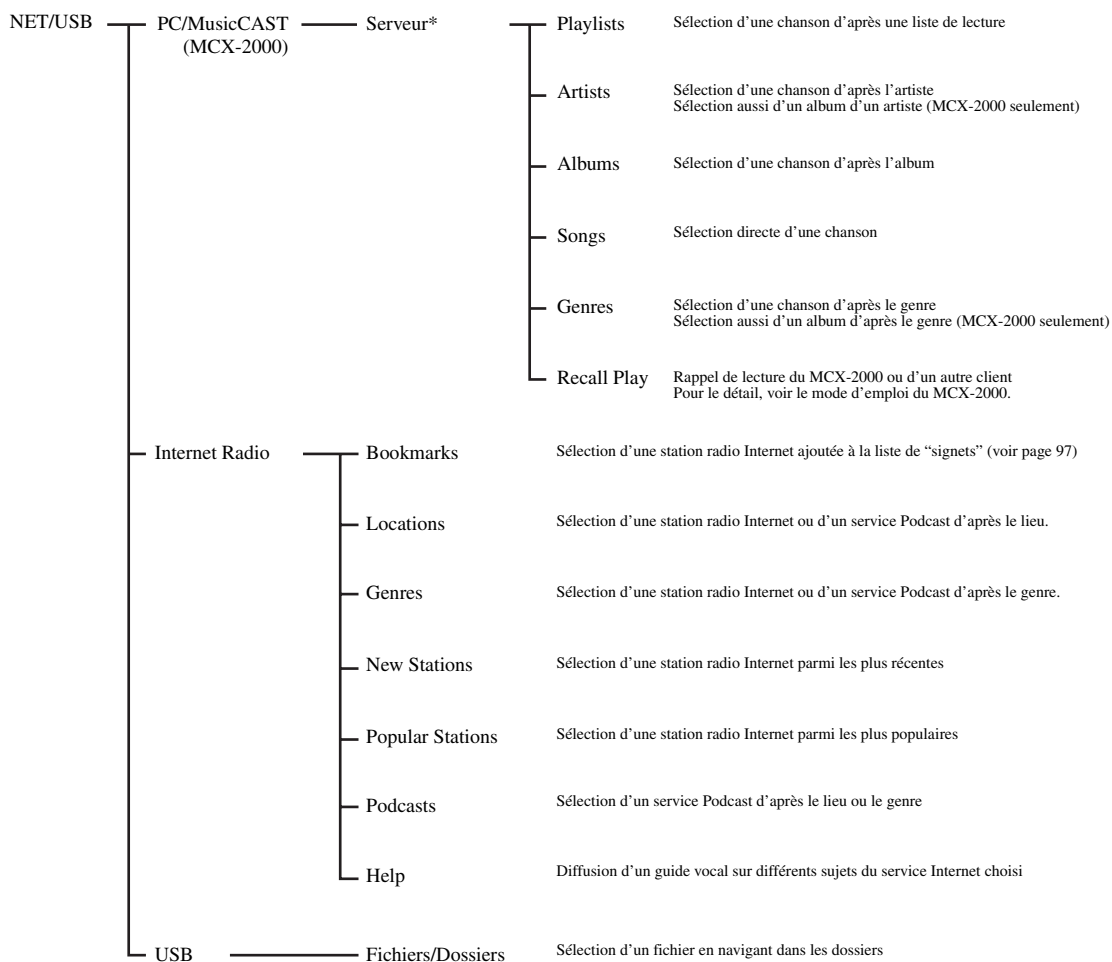 NET/USB
PC/MusicCAST
(MCX-2000)
Serveur*
Playlists
Sélection d'une chanson d'après une liste de lecture
Artists
Sélection d'une chanson d'après l'artiste
Sélection aussi d'un album d'un artiste (MCX-2000 seulement)
Albums
Sélection d'une chanson d'après l'album
Songs
Sélection directe d'une chanson
Genres
Sélection d'une chanson d'après le genre
Sélection aussi d'un album d'après le genre (MCX-2000 seulement)
Recall Play
Rappel de lecture du MCX-2000 ou d'un autre client
Pour le détail, voir le mode d'emploi du MCX-2000.
Internet Radio
Bookmarks
Sélection d'une station radio Internet ajoutée à la liste de “signets” (voir page 97)
Locations
Sélection d'une station radio Internet ou d'un service Podcast d'après le lieu.
Genres
Sélection d'une station radio Internet ou d'un service Podcast d'après le genre.
New Stations
Sélection d'une station radio Internet parmi les plus récentes
Popular Stations
Sélection d'une station radio Internet parmi les plus populaires
Podcasts
Sélection d'un service Podcast d'après le lieu ou le genre
Help
Diffusion d'un guide vocal sur différents sujets du service Internet choisi
USB
Fichiers/Dossiers
Sélection d'un fichier en navigant dans les dossiers